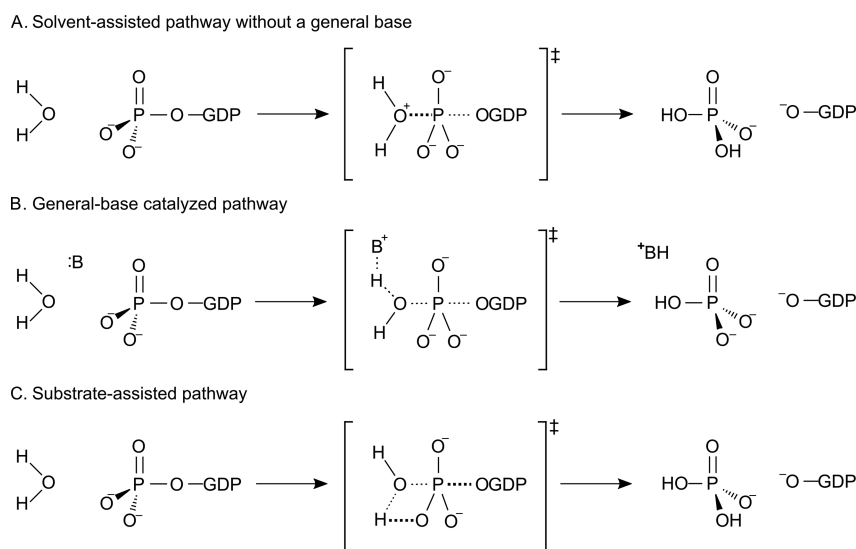 A. Solvent-assisted pathway without a general base
H O H O P O⁻ O⁻ O GDP H O⁺ H P O⁻ O⁻ O⁻ OGDP ‡ O HO P O⁻ OH ⁻O GDP
B. General-base catalyzed pathway
H O H :B O P O⁻ O⁻ O GDP B⁺ H O H P O⁻ O⁻ O⁻ OGDP ‡ ⁺BH O HO P O⁻ O⁻ ⁻O GDP
C. Substrate-assisted pathway
H O H O P O⁻ O⁻ O GDP H O H P O⁻ O O⁻ OGDP ‡ O HO P O⁻ OH ⁻O GDP